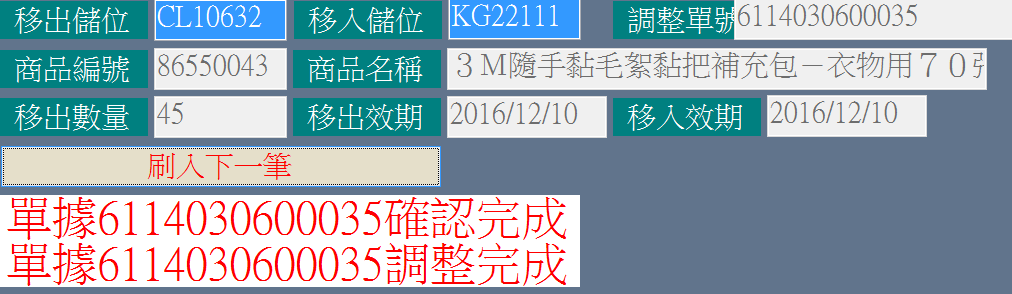 移出儲位 CL10632 移入儲位 KG22111 調整單號 6114030600035
商品編號 86550043 商品名稱 3M隨手黏毛絮黏把補充包－衣物用70張
移出數量 45 移出效期 2016/12/10 移入效期 2016/12/10
刷入下一筆
單據6114030600035確認完成
單據6114030600035調整完成